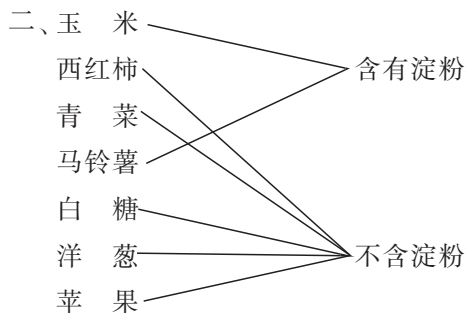 二、玉 米
西红柿
含有淀粉
青 菜
马铃薯
白 糖
洋 葱
不含淀粉
苹 果